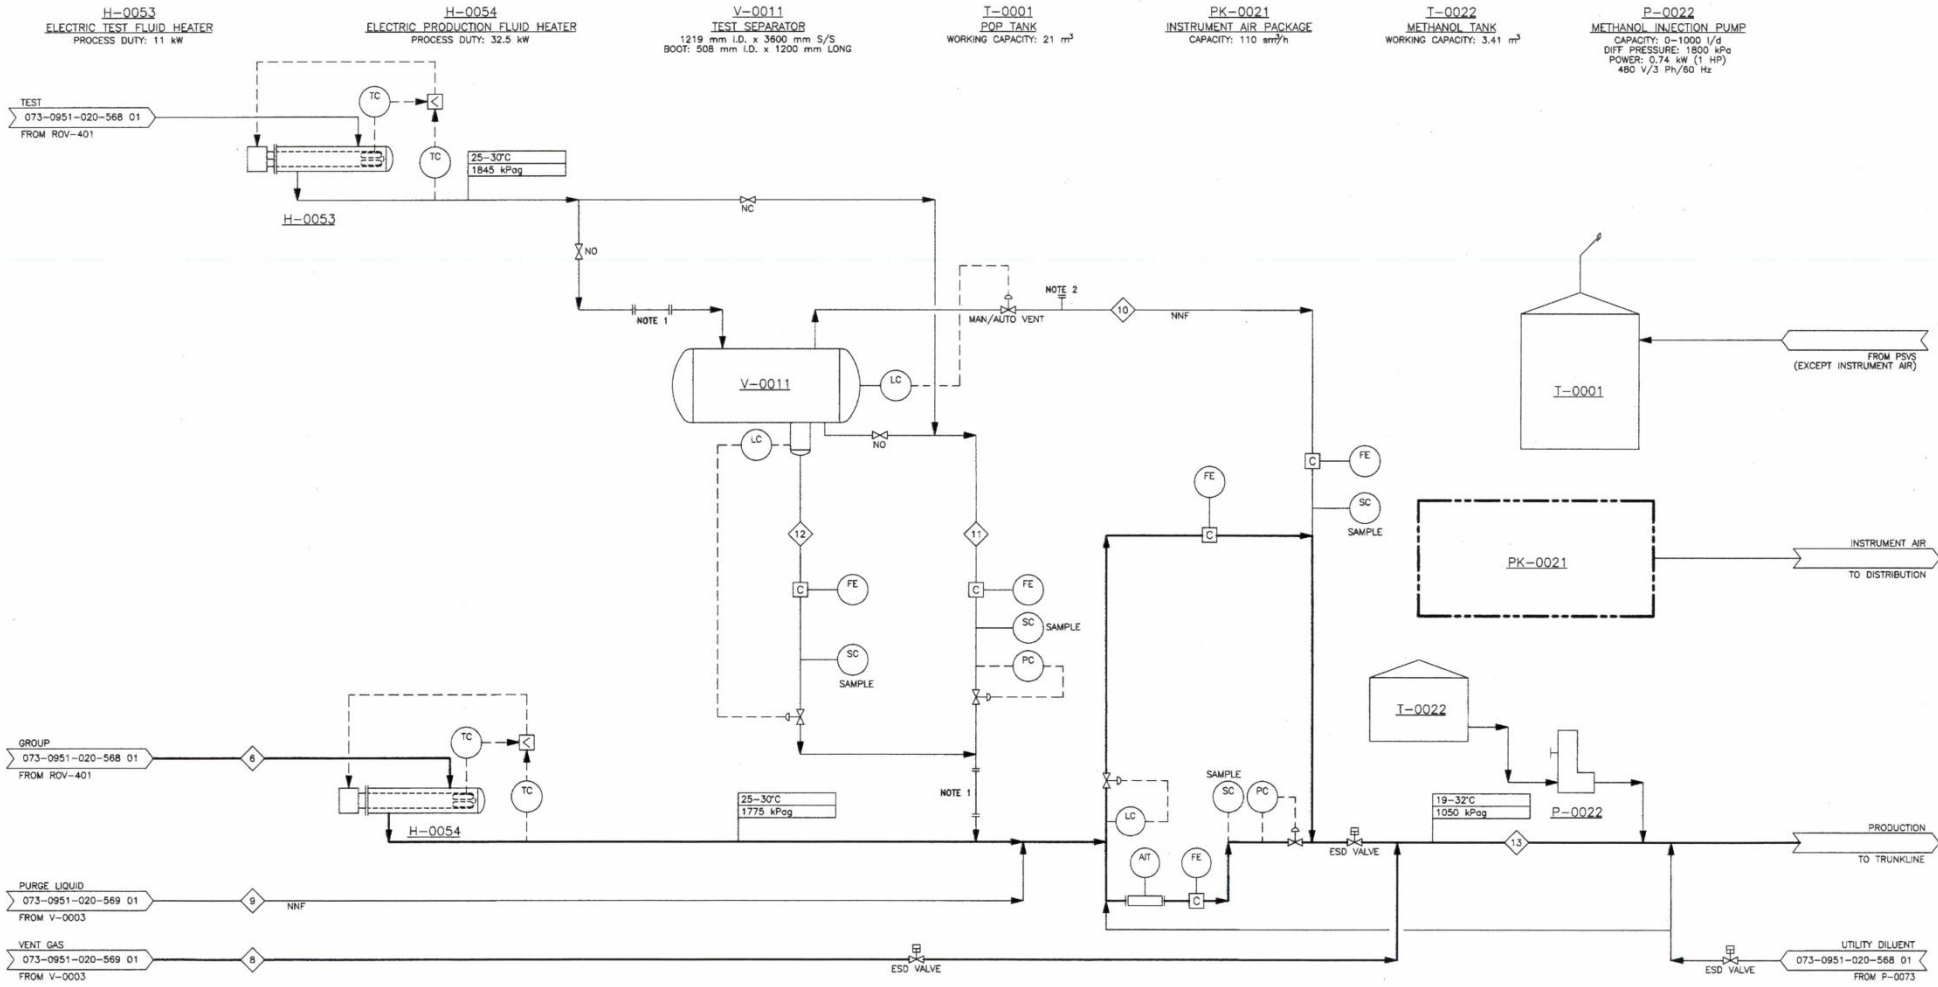 H-0053
ELECTRIC TEST FLUID HEATER
PROCESS DUTY: 11 kW
H-0054
ELECTRIC PRODUCTION FLUID HEATER
PROCESS DUTY: 32.5 kW
V-0011
TEST SEPARATOR
1219 mm I.D. x 3600 mm S/S
BOOT: 508 mm I.D. x 1200 mm LONG
T-0001
POP TANK
WORKING CAPACITY: 21 m³
PK-0021
INSTRUMENT AIR PACKAGE
CAPACITY: 110 sm³/h
T-0022
METHANOL TANK
WORKING CAPACITY: 3.41 m³
P-0022
METHANOL INJECTION PUMP
CAPACITY: 0-1000 l/d
DIFF PRESSURE: 1800 kPa
POWER: 0.74 kW (1 HP)
480 V/3 Ph/60 Hz
TEST
073-0951-020-568 01
FROM ROV-401
TC
<
TC
25-30°C
1845 kPag
H-0053
NC
NO
NOTE 1
MAN/AUTO VENT
NOTE 2
10
NNF
V-0011
LC
LC
NO
T-0001
FROM PSVS
(EXCEPT INSTRUMENT AIR)
C
FE
SC
SAMPLE
FE
C
12
11
C
FE
C
FE
SC
SAMPLE
SC
SAMPLE
PC
PK-0021
INSTRUMENT AIR
TO DISTRIBUTION
T-0022
P-0022
GROUP
073-0951-020-568 01
FROM ROV-401
6
TC
<
TC
H-0054
25-30°C
1775 kPag
NOTE 1
LC
SAMPLE
SC
PC
AIT
FE
C
ESD VALVE
19-32°C
1050 kPag
13
PRODUCTION
TO TRUNKLINE
PURGE LIQUID
073-0951-020-569 01
FROM V-0003
9
NNF
VENT GAS
073-0951-020-569 01
FROM V-0003
8
ESD VALVE
ESD VALVE
UTILITY DILUENT
073-0951-020-568 01
FROM P-0073